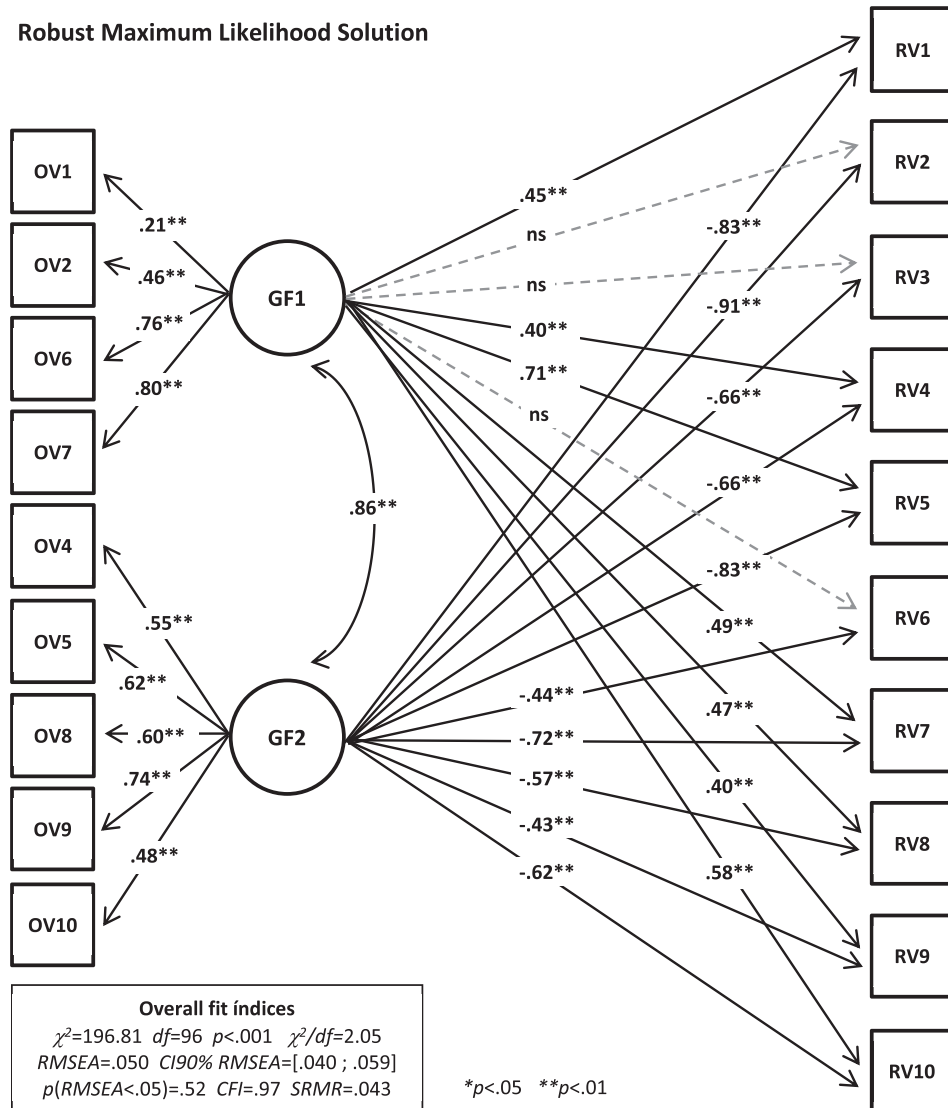 Robust Maximum Likelihood Solution
OV1
OV2
OV6
OV7
OV4
OV5
OV8
OV9
OV10
.21**
.46**
.76**
.80**
.55**
.62**
.60**
.74**
.48**
GF1
.86**
GF2
.45**
ns
ns
.40**
.71**
ns
-.83**
-.91**
-.66**
-.66**
-.83**
.49**
.47**
.40**
.58**
-.44**
-.72**
-.57**
-.43**
-.62**
RV1
RV2
RV3
RV4
RV5
RV6
RV7
RV8
RV9
RV10
Overall fit índices
χ²=196.81 df=96 p<.001 χ²/df=2.05
RMSEA=.050 CI90% RMSEA=[.040 ; .059]
p(RMSEA<.05)=.52 CFI=.97 SRMR=.043
*p<.05 **p<.01